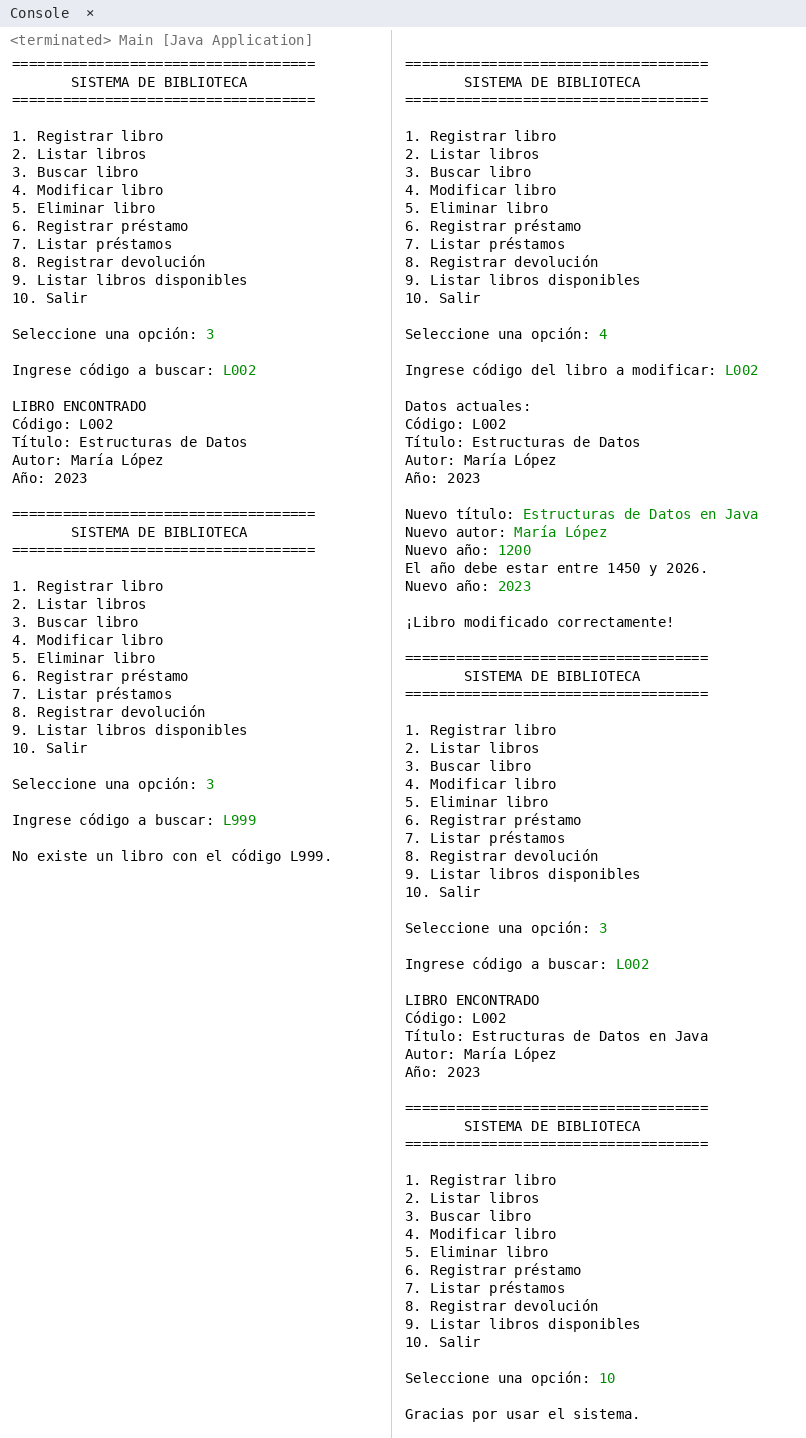 Console ×
<terminated> Main [Java Application]
====================================
SISTEMA DE BIBLIOTECA
====================================
1. Registrar libro
2. Listar libros
3. Buscar libro
4. Modificar libro
5. Eliminar libro
6. Registrar préstamo
7. Listar préstamos
8. Registrar devolución
9. Listar libros disponibles
10. Salir
Seleccione una opción: 3
Ingrese código a buscar: L002
LIBRO ENCONTRADO
Código: L002
Título: Estructuras de Datos
Autor: María López
Año: 2023
====================================
SISTEMA DE BIBLIOTECA
====================================
1. Registrar libro
2. Listar libros
3. Buscar libro
4. Modificar libro
5. Eliminar libro
6. Registrar préstamo
7. Listar préstamos
8. Registrar devolución
9. Listar libros disponibles
10. Salir
Seleccione una opción: 3
Ingrese código a buscar: L999
No existe un libro con el código L999.
====================================
SISTEMA DE BIBLIOTECA
====================================
1. Registrar libro
2. Listar libros
3. Buscar libro
4. Modificar libro
5. Eliminar libro
6. Registrar préstamo
7. Listar préstamos
8. Registrar devolución
9. Listar libros disponibles
10. Salir
Seleccione una opción: 4
Ingrese código del libro a modificar: L002
Datos actuales:
Código: L002
Título: Estructuras de Datos
Autor: María López
Año: 2023
Nuevo título: Estructuras de Datos en Java
Nuevo autor: María López
Nuevo año: 1200
El año debe estar entre 1450 y 2026.
Nuevo año: 2023
¡Libro modificado correctamente!
====================================
SISTEMA DE BIBLIOTECA
====================================
1. Registrar libro
2. Listar libros
3. Buscar libro
4. Modificar libro
5. Eliminar libro
6. Registrar préstamo
7. Listar préstamos
8. Registrar devolución
9. Listar libros disponibles
10. Salir
Seleccione una opción: 3
Ingrese código a buscar: L002
LIBRO ENCONTRADO
Código: L002
Título: Estructuras de Datos en Java
Autor: María López
Año: 2023
====================================
SISTEMA DE BIBLIOTECA
====================================
1. Registrar libro
2. Listar libros
3. Buscar libro
4. Modificar libro
5. Eliminar libro
6. Registrar préstamo
7. Listar préstamos
8. Registrar devolución
9. Listar libros disponibles
10. Salir
Seleccione una opción: 10
Gracias por usar el sistema.